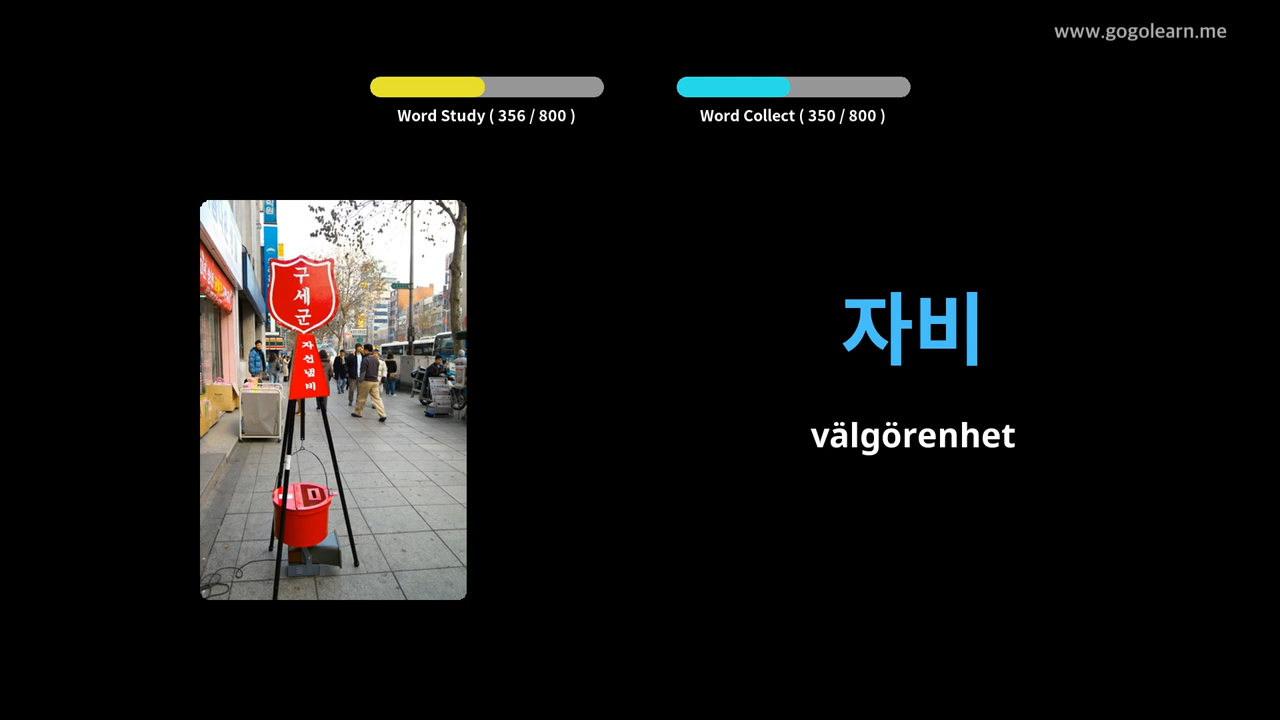 www.gogolearn.me
Word Study ( 356 / 800 )
Word Collect ( 350 / 800 )
구세군
자선냄비
자비
välgörenhet